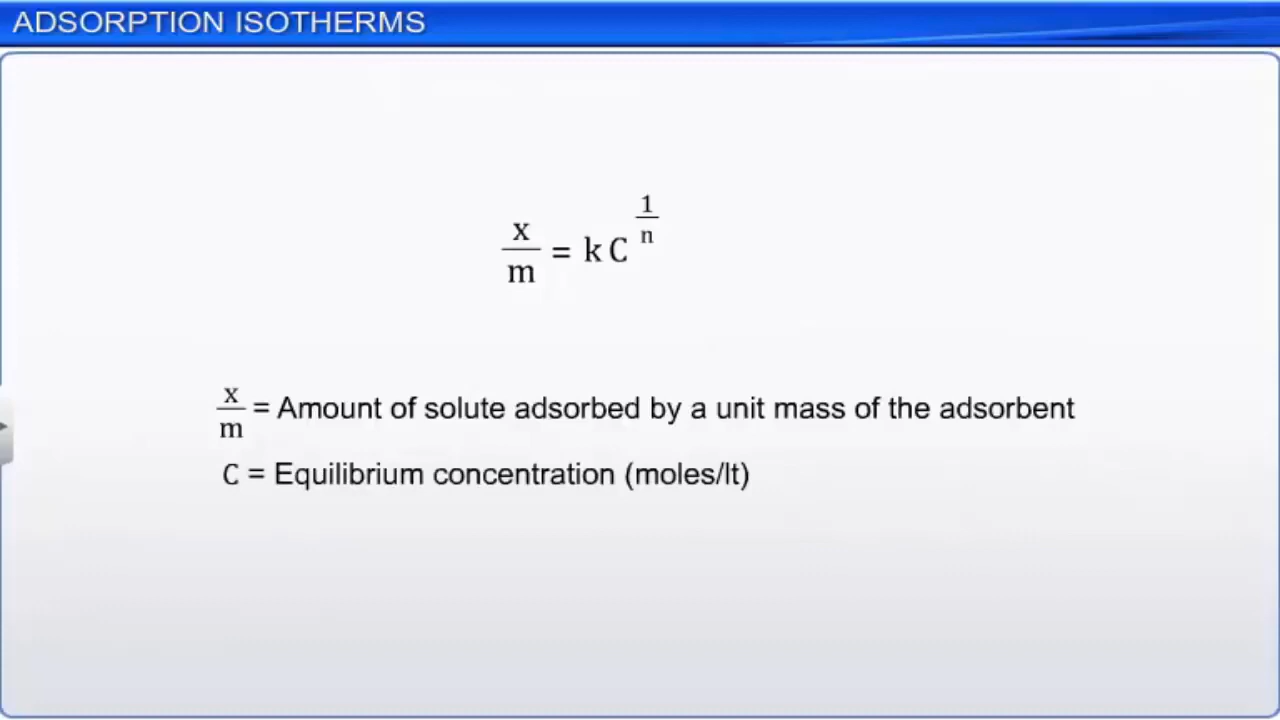 ADSORPTION ISOTHERMS
x/m = k C^(1/n)
x/m = Amount of solute adsorbed by a unit mass of the adsorbent
C = Equilibrium concentration (moles/lt)